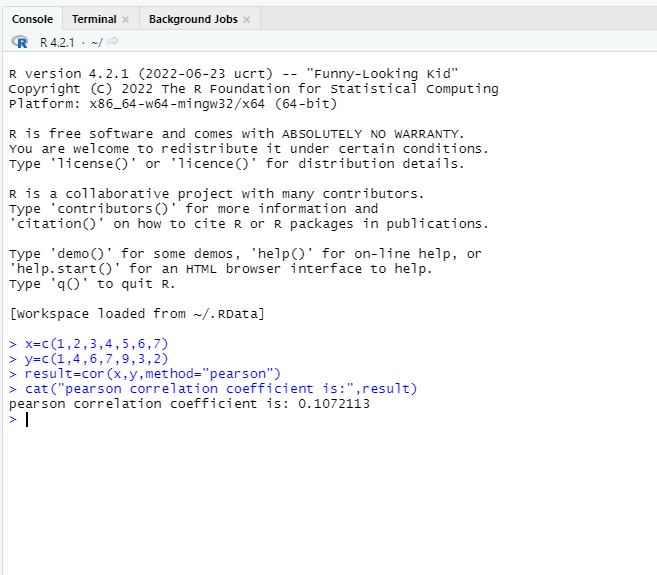 Console Terminal Background Jobs
R 4.2.1 · ~/
R version 4.2.1 (2022-06-23 ucrt) -- "Funny-Looking Kid"
Copyright (C) 2022 The R Foundation for Statistical Computing
Platform: x86_64-w64-mingw32/x64 (64-bit)
R is free software and comes with ABSOLUTELY NO WARRANTY.
You are welcome to redistribute it under certain conditions.
Type 'license()' or 'licence()' for distribution details.
R is a collaborative project with many contributors.
Type 'contributors()' for more information and
'citation()' on how to cite R or R packages in publications.
Type 'demo()' for some demos, 'help()' for on-line help, or
'help.start()' for an HTML browser interface to help.
Type 'q()' to quit R.
[Workspace loaded from ~/.RData]
> x=c(1,2,3,4,5,6,7)
> y=c(1,4,6,7,9,3,2)
> result=cor(x,y,method="pearson")
> cat("pearson correlation coefficient is:",result)
pearson correlation coefficient is: 0.1072113
>